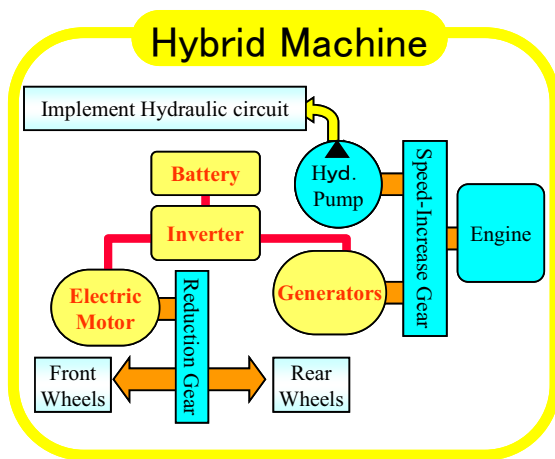 Hybrid Machine
Implement Hydraulic circuit
Battery
Hyd.
Pump
Speed-Increase Gear
Engine
Inverter
Electric
Motor
Generators
Reduction Gear
Front
Wheels
Rear
Wheels